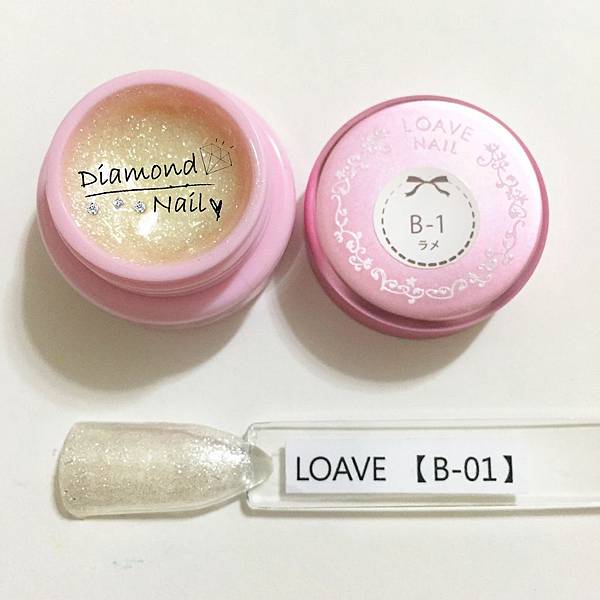 Diamond
Nail
LOAVE
NAIL
B-1
ラメ
LOAVE 【B-01】